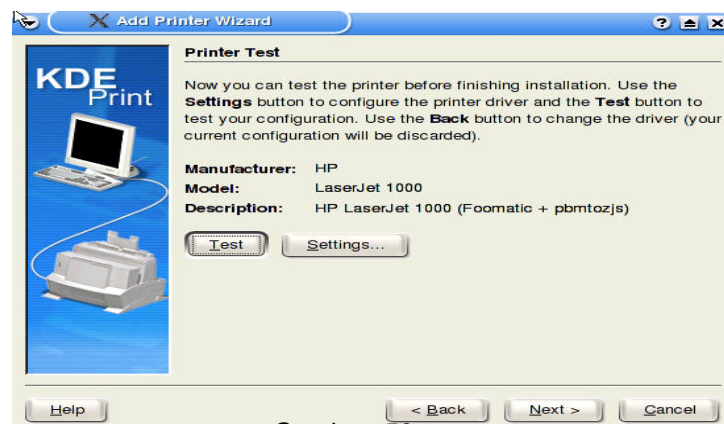 Add Printer Wizard
KDE
Print
Printer Test
Now you can test the printer before finishing installation. Use the
Settings button to configure the printer driver and the Test button to
test your configuration. Use the Back button to change the driver (your
current configuration will be discarded).
Manufacturer: HP
Model: LaserJet 1000
Description: HP LaserJet 1000 (Foomatic + pbmtozjs)
Test Settings...
Help < Back Next > Cancel